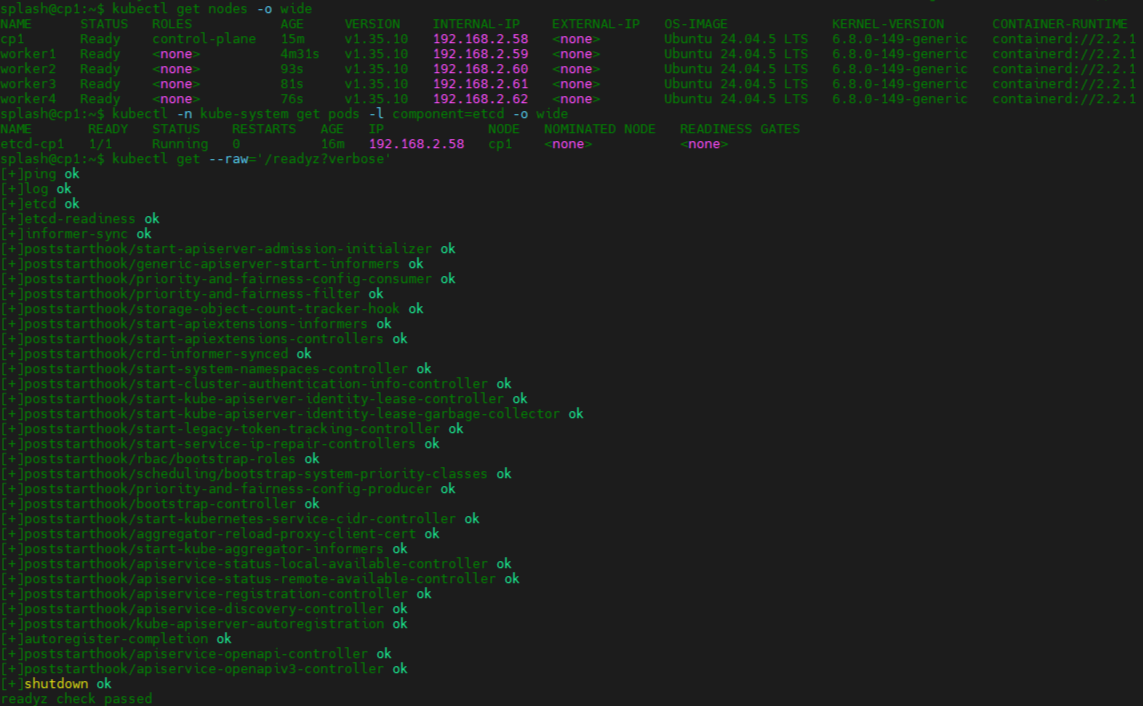 splash@cp1:~$ kubectl get nodes -o wide
NAME      STATUS   ROLES           AGE     VERSION    INTERNAL-IP    EXTERNAL-IP   OS-IMAGE             KERNEL-VERSION      CONTAINER-RUNTIME
cp1       Ready    control-plane   15m     v1.35.10   192.168.2.58   <none>        Ubuntu 24.04.5 LTS   6.8.0-149-generic   containerd://2.2.1
worker1   Ready    <none>          4m31s   v1.35.10   192.168.2.59   <none>        Ubuntu 24.04.5 LTS   6.8.0-149-generic   containerd://2.2.1
worker2   Ready    <none>          93s     v1.35.10   192.168.2.60   <none>        Ubuntu 24.04.5 LTS   6.8.0-149-generic   containerd://2.2.1
worker3   Ready    <none>          81s     v1.35.10   192.168.2.61   <none>        Ubuntu 24.04.5 LTS   6.8.0-149-generic   containerd://2.2.1
worker4   Ready    <none>          76s     v1.35.10   192.168.2.62   <none>        Ubuntu 24.04.5 LTS   6.8.0-149-generic   containerd://2.2.1
splash@cp1:~$ kubectl -n kube-system get pods -l component=etcd -o wide
NAME       READY   STATUS    RESTARTS   AGE   IP             NODE   NOMINATED NODE   READINESS GATES
etcd-cp1   1/1     Running   0          16m   192.168.2.58   cp1    <none>           <none>
splash@cp1:~$ kubectl get --raw='/readyz?verbose'
[+]ping ok
[+]log ok
[+]etcd ok
[+]etcd-readiness ok
[+]informer-sync ok
[+]poststarthook/start-apiserver-admission-initializer ok
[+]poststarthook/generic-apiserver-start-informers ok
[+]poststarthook/priority-and-fairness-config-consumer ok
[+]poststarthook/priority-and-fairness-filter ok
[+]poststarthook/storage-object-count-tracker-hook ok
[+]poststarthook/start-apiextensions-informers ok
[+]poststarthook/start-apiextensions-controllers ok
[+]poststarthook/crd-informer-synced ok
[+]poststarthook/start-system-namespaces-controller ok
[+]poststarthook/start-cluster-authentication-info-controller ok
[+]poststarthook/start-kube-apiserver-identity-lease-controller ok
[+]poststarthook/start-kube-apiserver-identity-lease-garbage-collector ok
[+]poststarthook/start-legacy-token-tracking-controller ok
[+]poststarthook/start-service-ip-repair-controllers ok
[+]poststarthook/rbac/bootstrap-roles ok
[+]poststarthook/scheduling/bootstrap-system-priority-classes ok
[+]poststarthook/priority-and-fairness-config-producer ok
[+]poststarthook/bootstrap-controller ok
[+]poststarthook/start-kubernetes-service-cidr-controller ok
[+]poststarthook/aggregator-reload-proxy-client-cert ok
[+]poststarthook/start-kube-aggregator-informers ok
[+]poststarthook/apiservice-status-local-available-controller ok
[+]poststarthook/apiservice-status-remote-available-controller ok
[+]poststarthook/apiservice-registration-controller ok
[+]poststarthook/apiservice-discovery-controller ok
[+]poststarthook/kube-apiserver-autoregistration ok
[+]autoregister-completion ok
[+]poststarthook/apiservice-openapi-controller ok
[+]poststarthook/apiservice-openapiv3-controller ok
[+]shutdown ok
readyz check passed